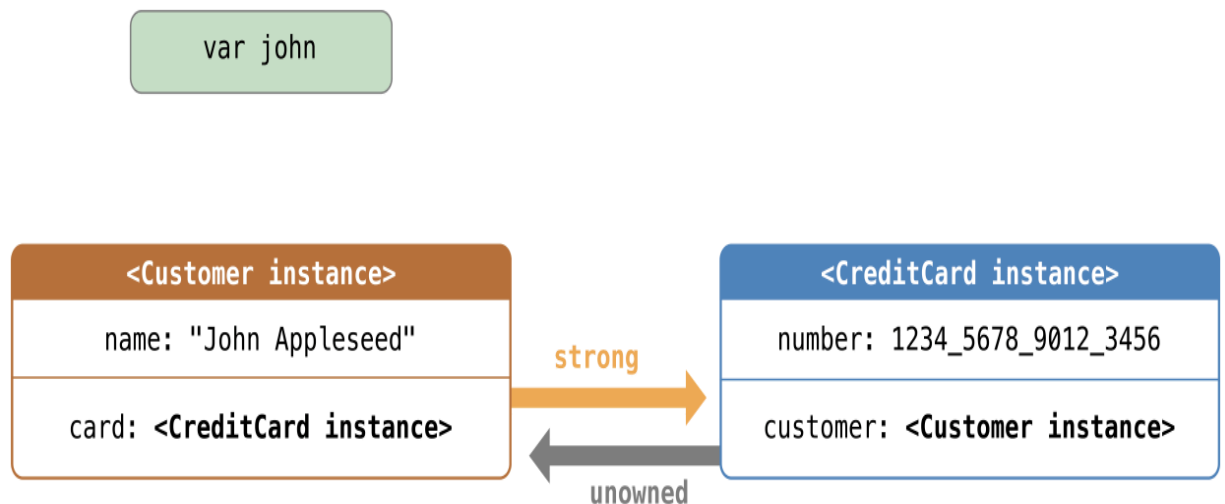 var john
<Customer instance>
name: "John Appleseed"
card: <CreditCard instance>
strong
unowned
<CreditCard instance>
number: 1234_5678_9012_3456
customer: <Customer instance>